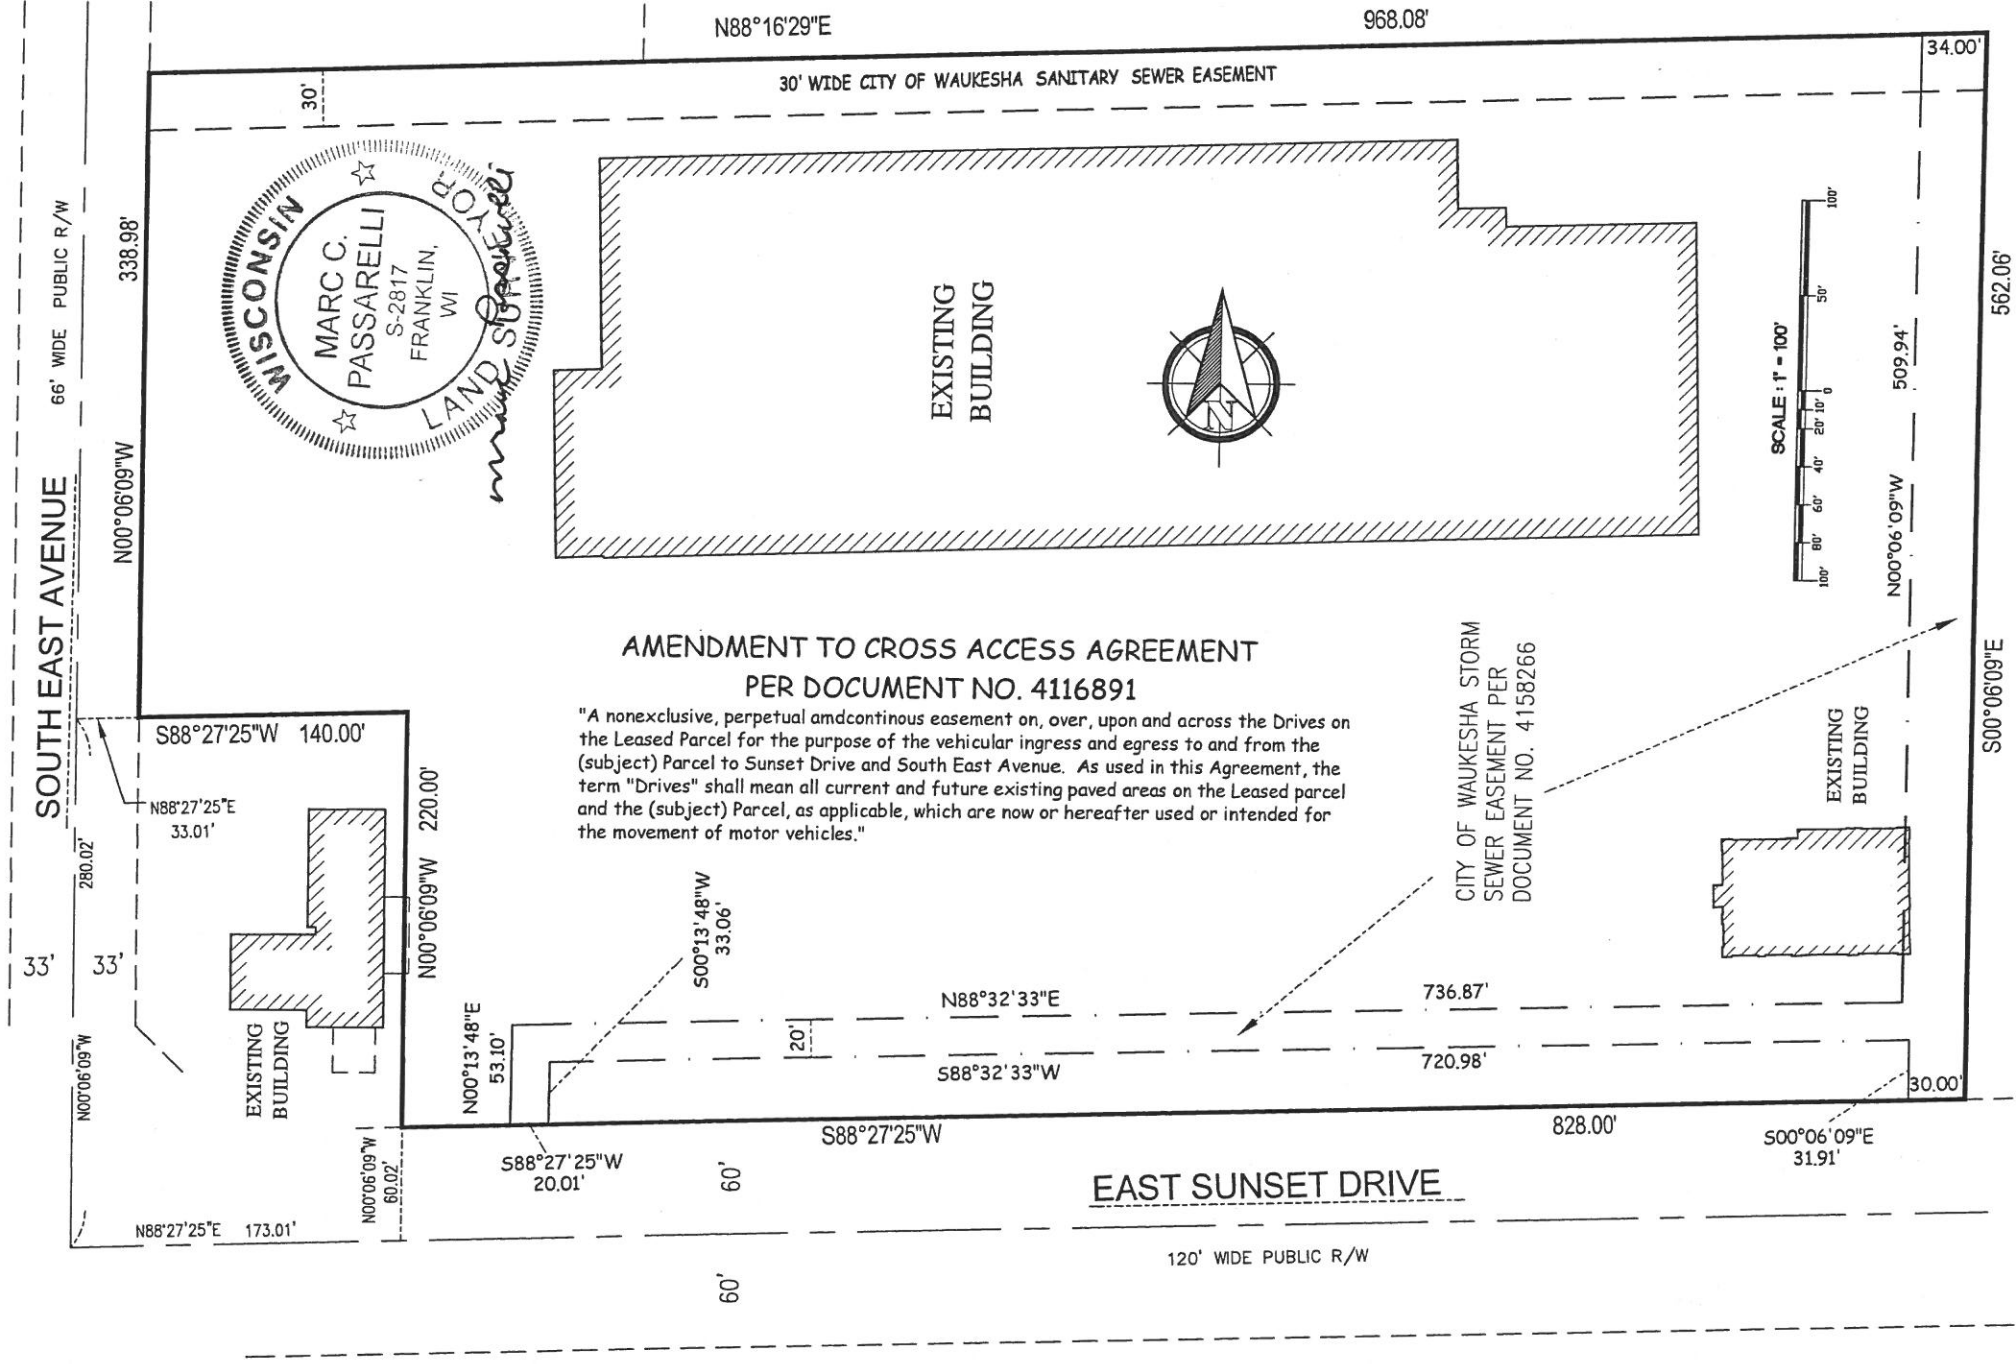 N88°16'29"E
968.08'
34.00'
30' WIDE CITY OF WAUKESHA SANITARY SEWER EASEMENT
30'
66' WIDE PUBLIC R/W
338.98'
N00°06'09"W
SOUTH EAST AVENUE
WISCONSIN
LAND SURVEYOR
MARC C.
PASSARELLI
S-2817
FRANKLIN,
WI
Marc Passarelli
EXISTING
BUILDING
N
SCALE : 1" = 100'
100'
50'
0
10'
20'
40'
60'
80'
100'
509.94'
N00°06'09"W
562.06'
S00°06'09"E
AMENDMENT TO CROSS ACCESS AGREEMENT
PER DOCUMENT NO. 4116891
"A nonexclusive, perpetual amdcontinous easement on, over, upon and across the Drives on
the Leased Parcel for the purpose of the vehicular ingress and egress to and from the
(subject) Parcel to Sunset Drive and South East Avenue. As used in this Agreement, the
term "Drives" shall mean all current and future existing paved areas on the Leased parcel
and the (subject) Parcel, as applicable, which are now or hereafter used or intended for
the movement of motor vehicles."
CITY OF WAUKESHA STORM
SEWER EASEMENT PER
DOCUMENT NO. 4158266
EXISTING
BUILDING
S88°27'25"W 140.00'
N88°27'25"E
33.01'
280.02'
33'
33'
N00°06'09"W
N00°06'09"W 220.00'
EXISTING
BUILDING
S00°13'48"W
33.06'
N00°13'48"E
53.10'
N88°32'33"E
736.87'
20'
S88°32'33"W
720.98'
30.00'
S88°27'25"W
828.00'
S00°06'09"E
31.91'
S88°27'25"W
20.01'
N00°06'09"W
60.02'
60'
EAST SUNSET DRIVE
N88°27'25"E 173.01'
120' WIDE PUBLIC R/W
60'